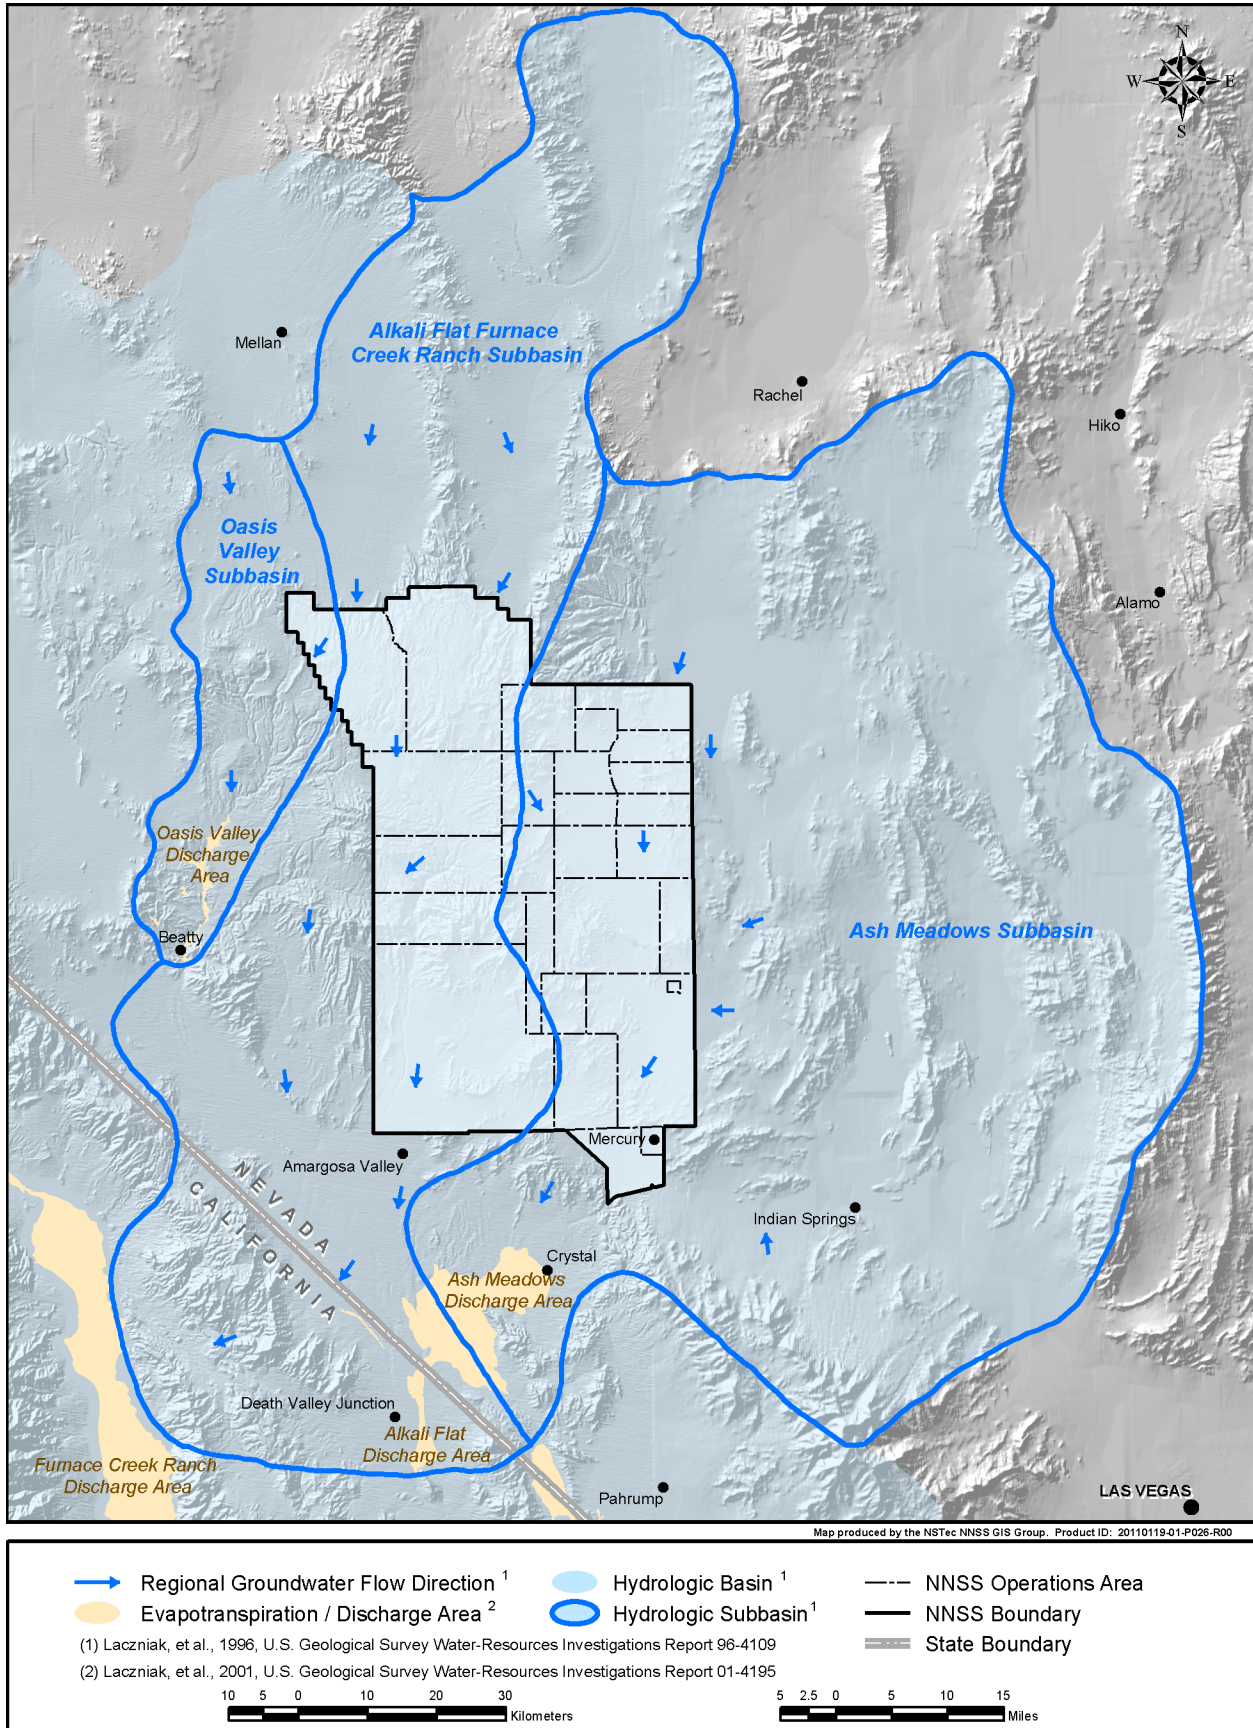 N
W
E
S
Mellan
Alkali Flat Furnace
Creek Ranch Subbasin
Rachel
Hiko
Oasis
Valley
Subbasin
Alamo
Oasis Valley
Discharge
Area
Beatty
Ash Meadows Subbasin
Mercury
Amargosa Valley
NEVADA
CALIFORNIA
Indian Springs
Crystal
Ash Meadows
Discharge Area
Death Valley Junction
Alkali Flat
Discharge Area
Furnace Creek Ranch
Discharge Area
Pahrump
LAS VEGAS
Map produced by the NSTec NNSS GIS Group. Product ID: 20110119-01-P026-R00
Regional Groundwater Flow Direction 1
Hydrologic Basin 1
NNSS Operations Area
Evapotranspiration / Discharge Area 2
Hydrologic Subbasin 1
NNSS Boundary
(1) Laczniak, et al., 1996, U.S. Geological Survey Water-Resources Investigations Report 96-4109
State Boundary
(2) Laczniak, et al., 2001, U.S. Geological Survey Water-Resources Investigations Report 01-4195
10 5 0 10 20 30
Kilometers
5 2.5 0 5 10 15
Miles